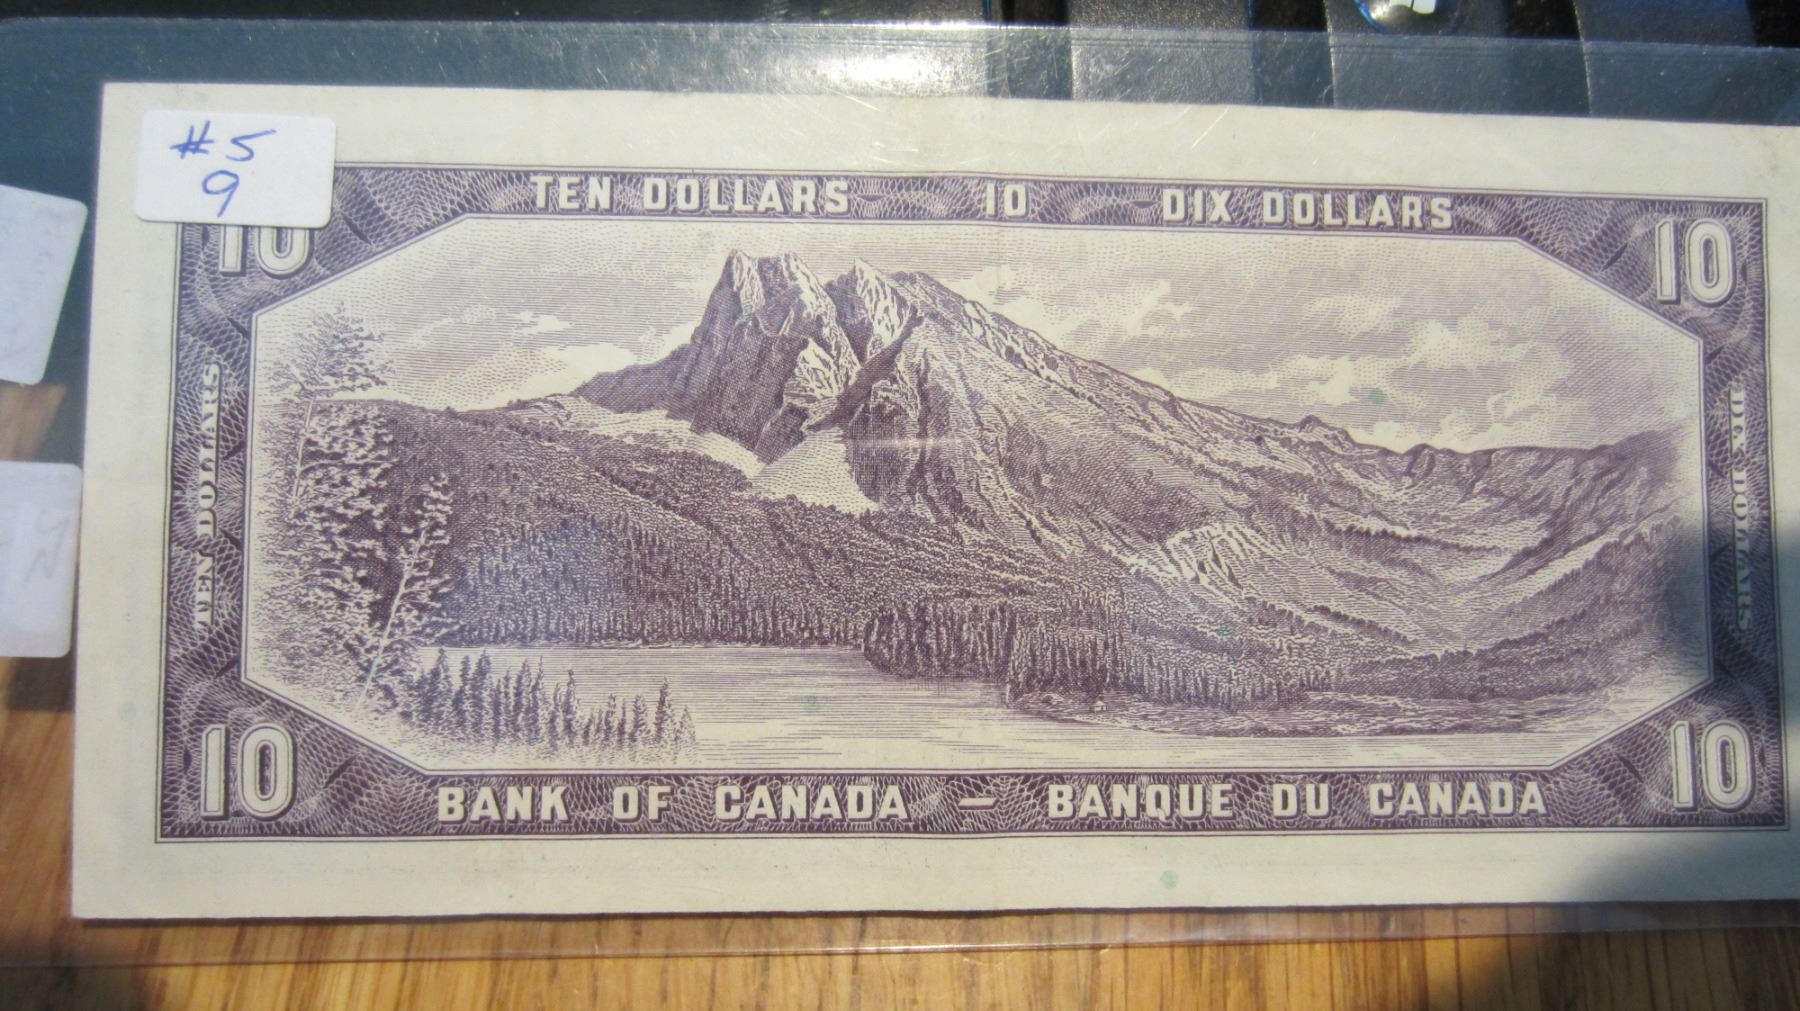 # 5
9
TEN DOLLARS 10 DIX DOLLARS
10
10
TEN DOLLARS
DIX DOLLARS
10
10
BANK OF CANADA — BANQUE DU CANADA